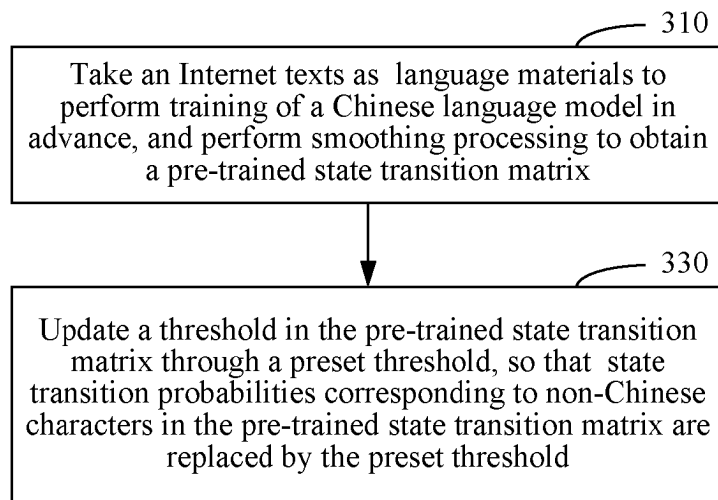 310
Take an Internet texts as language materials to
perform training of a Chinese language model in
advance, and perform smoothing processing to obtain
a pre-trained state transition matrix
330
Update a threshold in the pre-trained state transition
matrix through a preset threshold, so that state
transition probabilities corresponding to non-Chinese
characters in the pre-trained state transition matrix are
replaced by the preset threshold